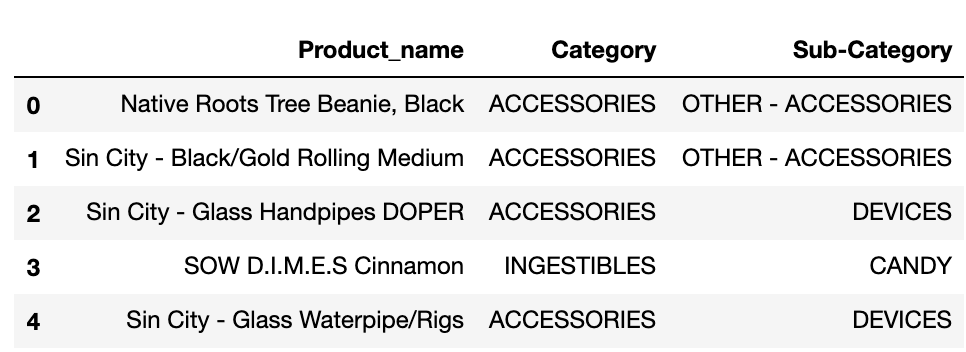 Product_name Category Sub-Category
0 Native Roots Tree Beanie, Black ACCESSORIES OTHER - ACCESSORIES
1 Sin City - Black/Gold Rolling Medium ACCESSORIES OTHER - ACCESSORIES
2 Sin City - Glass Handpipes DOPER ACCESSORIES DEVICES
3 SOW D.I.M.E.S Cinnamon INGESTIBLES CANDY
4 Sin City - Glass Waterpipe/Rigs ACCESSORIES DEVICES